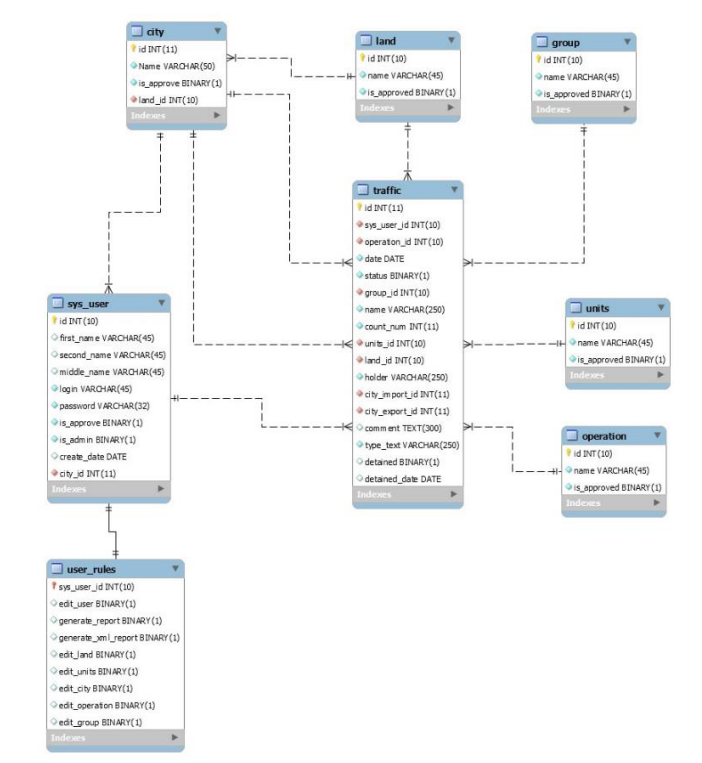 city
id INT(11)
Name VARCHAR(50)
is_approve BINARY(1)
land_id INT(10)
Indexes
land
id INT(10)
name VARCHAR(45)
is_approved BINARY(1)
Indexes
group
id INT(10)
name VARCHAR(45)
is_approved BINARY(1)
Indexes
traffic
id INT(11)
sys_user_id INT(10)
operation_id INT(10)
date DATE
status BINARY(1)
group_id INT(10)
name VARCHAR(250)
count_num INT(11)
units_id INT(10)
land_id INT(10)
holder VARCHAR(250)
city_import_id INT(11)
city_export_id INT(11)
comment TEXT(300)
type_text VARCHAR(250)
detained BINARY(1)
detained_date DATE
Indexes
sys_user
id INT(10)
first_name VARCHAR(45)
second_name VARCHAR(45)
middle_name VARCHAR(45)
login VARCHAR(45)
password VARCHAR(32)
is_approve BINARY(1)
is_admin BINARY(1)
create_date DATE
city_id INT(11)
Indexes
units
id INT(10)
name VARCHAR(45)
is_approved BINARY(1)
Indexes
operation
id INT(10)
name VARCHAR(45)
is_approved BINARY(1)
Indexes
user_rules
sys_user_id INT(10)
edit_user BINARY(1)
generate_report BINARY(1)
generate_xml_report BINARY(1)
edit_land BINARY(1)
edit_units BINARY(1)
edit_city BINARY(1)
edit_operation BINARY(1)
edit_group BINARY(1)
Indexes